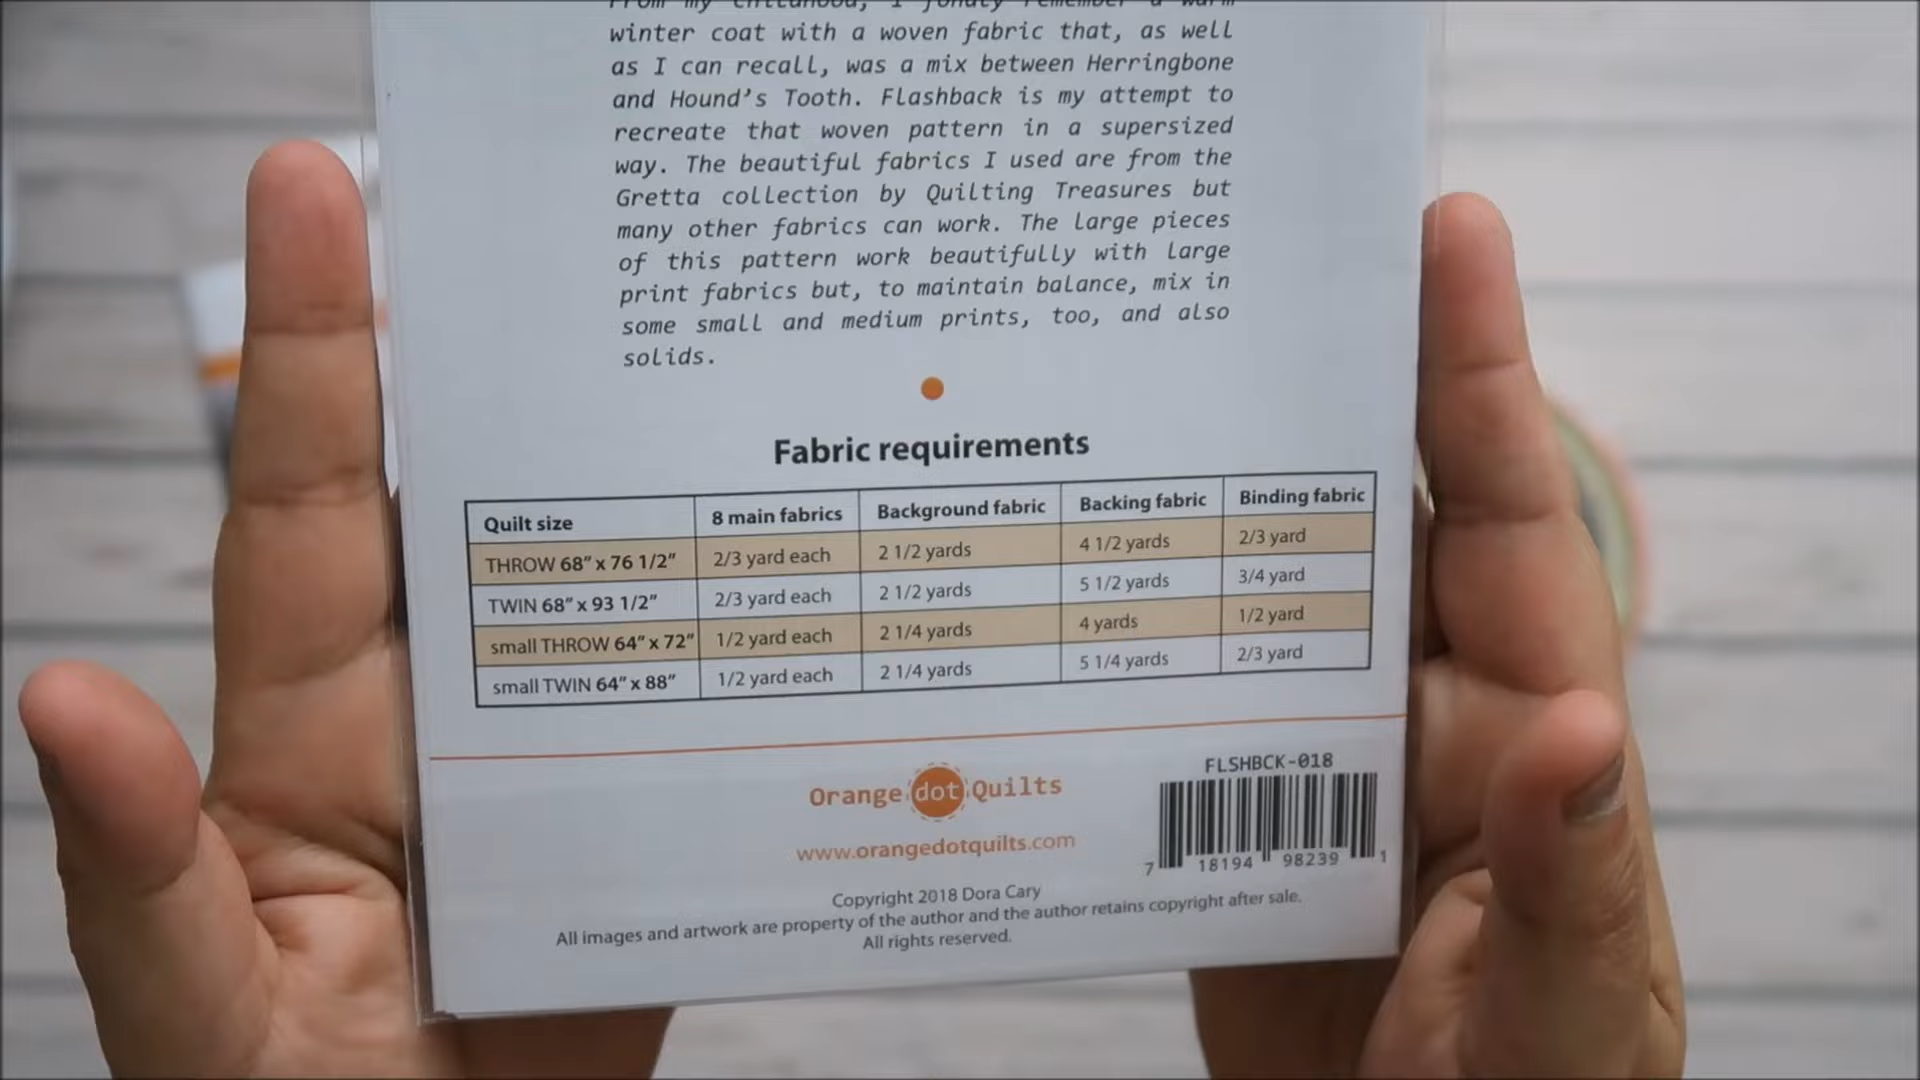 From my childhood, I fondly remember a warm
winter coat with a woven fabric that, as well
as I can recall, was a mix between Herringbone
and Hound's Tooth. Flashback is my attempt to
recreate that woven pattern in a supersized
way. The beautiful fabrics I used are from the
Gretta collection by Quilting Treasures but
many other fabrics can work. The large pieces
of this pattern work beautifully with large
print fabrics but, to maintain balance, mix in
some small and medium prints, too, and also
solids.
Fabric requirements
Quilt size 8 main fabrics Background fabric Backing fabric Binding fabric
THROW 68" x 76 1/2" 2/3 yard each 2 1/2 yards 4 1/2 yards 2/3 yard
TWIN 68" x 93 1/2" 2/3 yard each 2 1/2 yards 5 1/2 yards 3/4 yard
small THROW 64" x 72" 1/2 yard each 2 1/4 yards 4 yards 1/2 yard
small TWIN 64" x 88" 1/2 yard each 2 1/4 yards 5 1/4 yards 2/3 yard
FLSHBCK-018
Orange dot Quilts
www.orangedotquilts.com
7 18194 98239 1
Copyright 2018 Dora Cary
All images and artwork are property of the author and the author retains copyright after sale.
All rights reserved.